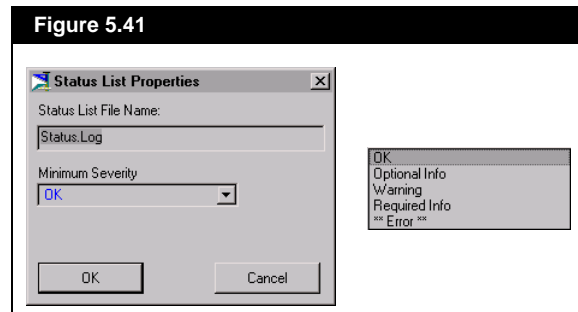 Figure 5.41
Status List Properties
Status List File Name:
Status.Log
Minimum Severity
OK
OK
Cancel
OK
Optional Info
Warning
Required Info
** Error **